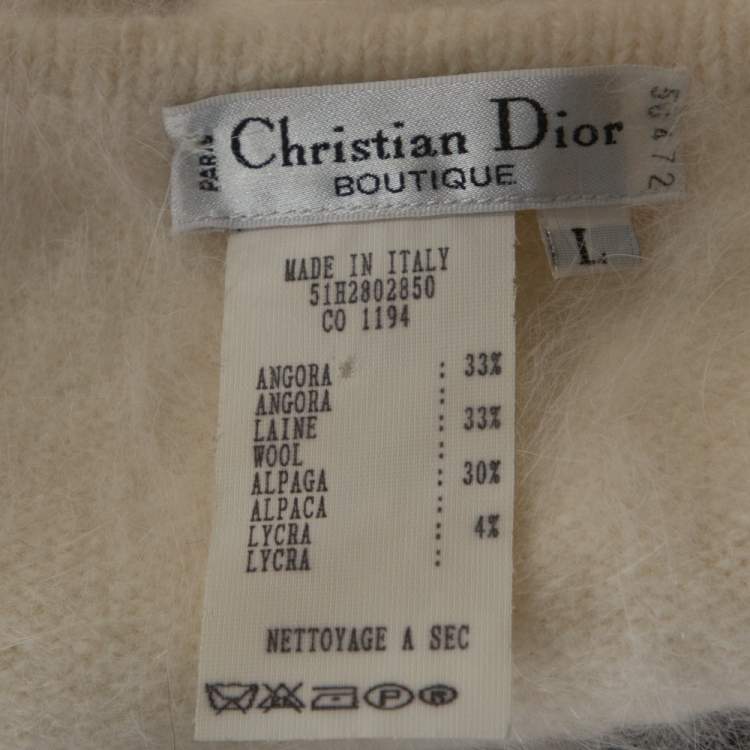 PARIS
Christian Dior
BOUTIQUE
56472
L
MADE IN ITALY
51H2802850
CO 1194
ANGORA : 33%
ANGORA :
LAINE : 33%
WOOL :
ALPAGA : 30%
ALPACA :
LYCRA : 4%
LYCRA :
NETTOYAGE A SEC
P